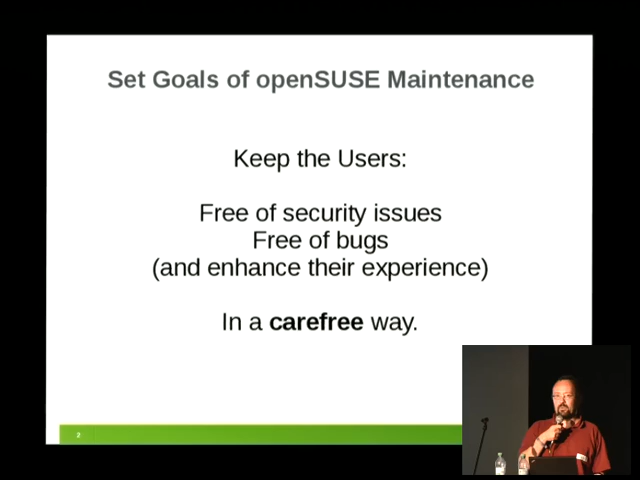 Set Goals of openSUSE Maintenance
Keep the Users:
Free of security issues
Free of bugs
(and enhance their experience)
In a carefree way.
2